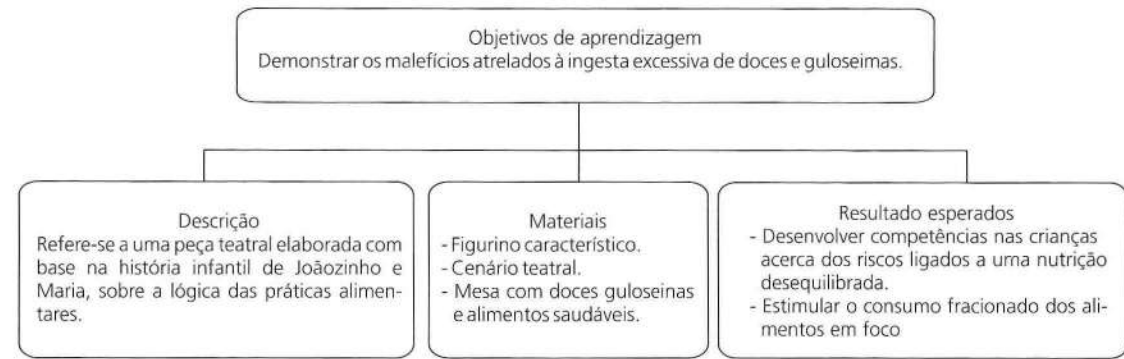 Objetivos de aprendizagem
Demonstrar os malefícios atrelados à ingesta excessiva de doces e guloseimas.
Descrição
Refere-se a uma peça teatral elaborada com
base na história infantil de Joãozinho e
Maria, sobre a lógica das práticas alimen-
tares.
Materiais
- Figurino característico.
- Cenário teatral.
- Mesa com doces guloseinas
e alimentos saudáveis.
Resultado esperados
- Desenvolver competências nas crianças
acerca dos riscos ligados a uma nutrição
desequilibrada.
- Estimular o consumo fracionado dos ali-
mentos em foco